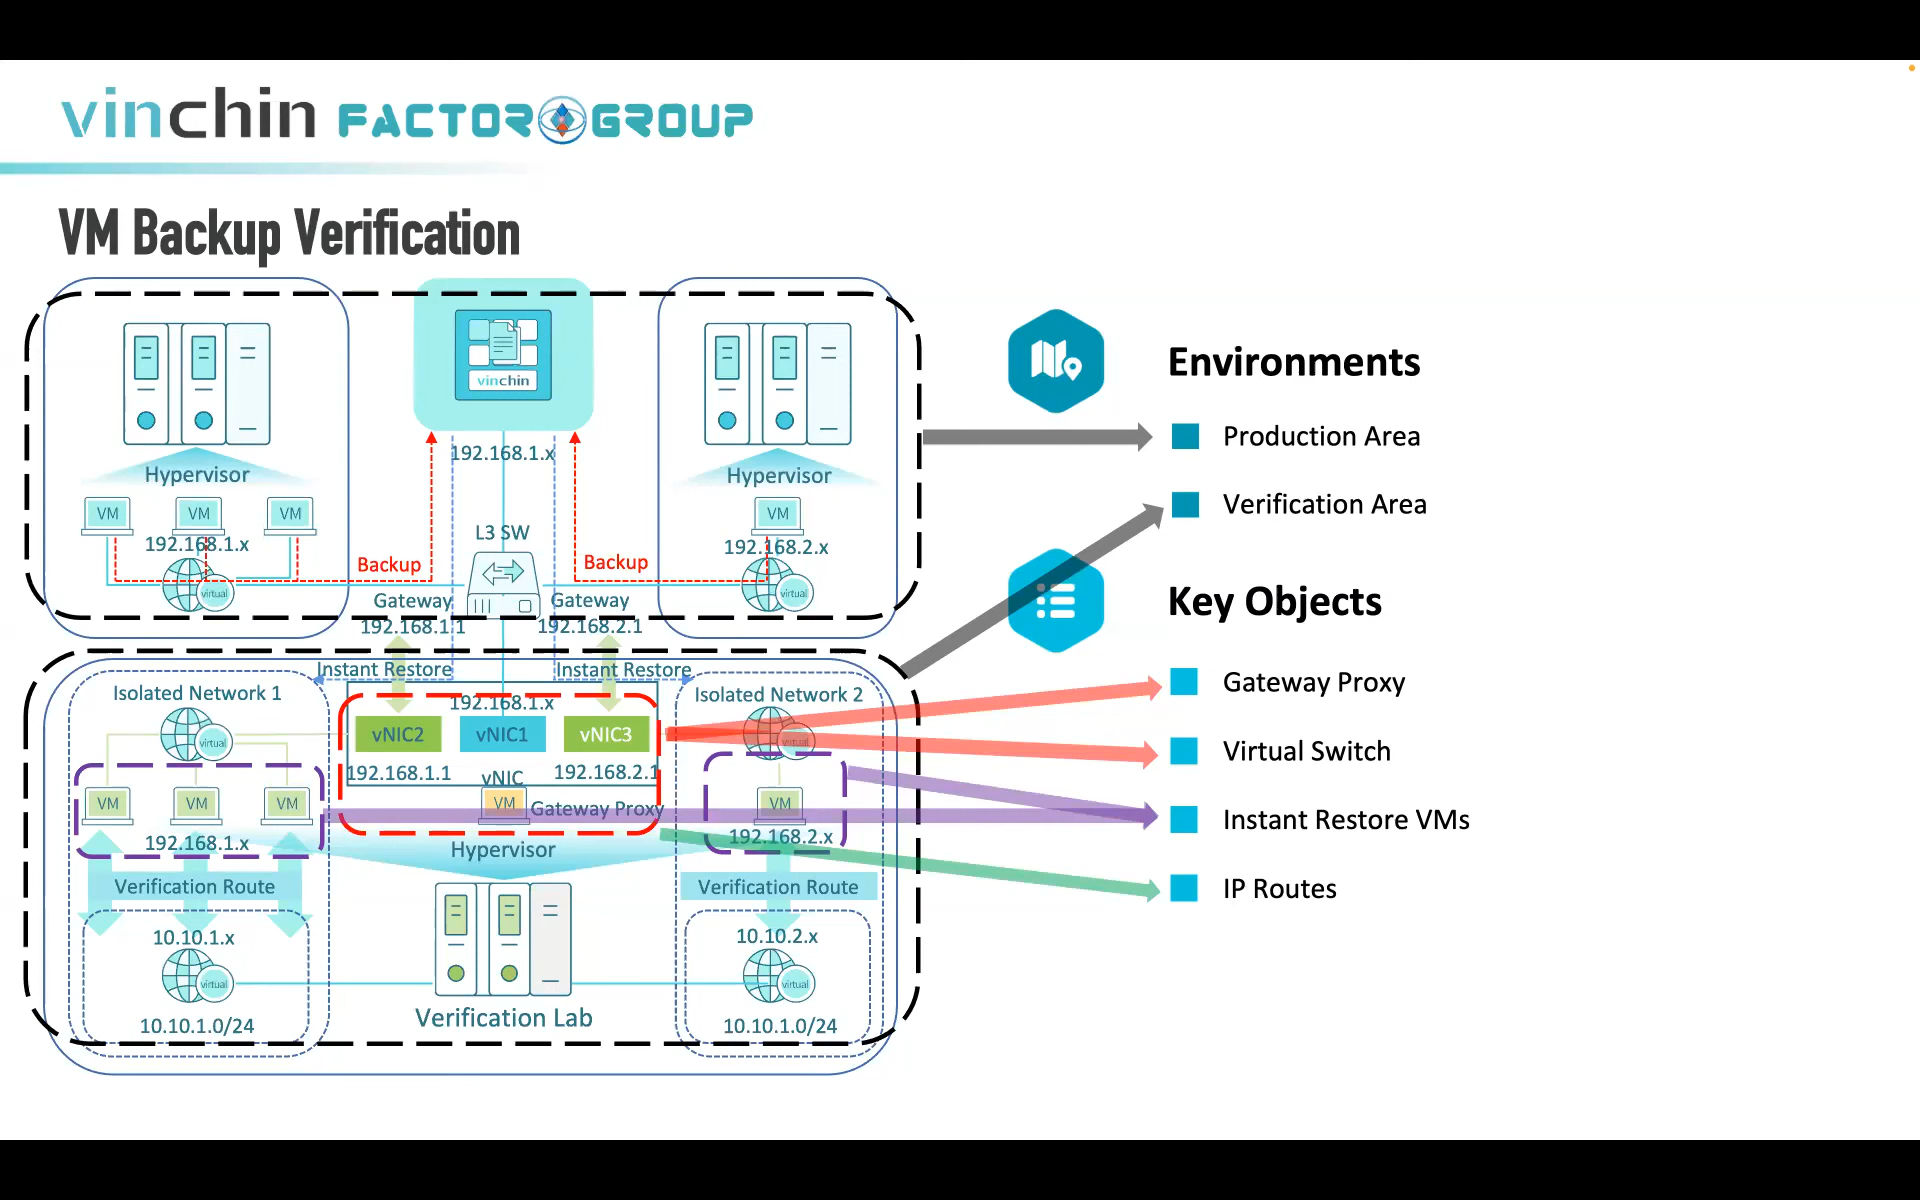 vinchin FACTOR GROUP
VM Backup Verification
vinchin
192.168.1.x
Hypervisor
Hypervisor
VM
VM
VM
VM
192.168.1.x
192.168.2.x
L3 SW
Backup
Backup
virtual
virtual
Gateway
192.168.1.1
Gateway
192.168.2.1
Instant Restore
Instant Restore
Isolated Network 1
Isolated Network 2
192.168.1.x
vNIC2
vNIC1
vNIC3
virtual
virtual
192.168.1.1
vNIC
192.168.2.1
VM
VM
VM
VM
Gateway Proxy
VM
192.168.1.x
192.168.2.x
Hypervisor
Verification Route
Verification Route
10.10.1.x
10.10.2.x
virtual
virtual
10.10.1.0/24
Verification Lab
10.10.1.0/24
Environments
Production Area
Verification Area
Key Objects
Gateway Proxy
Virtual Switch
Instant Restore VMs
IP Routes